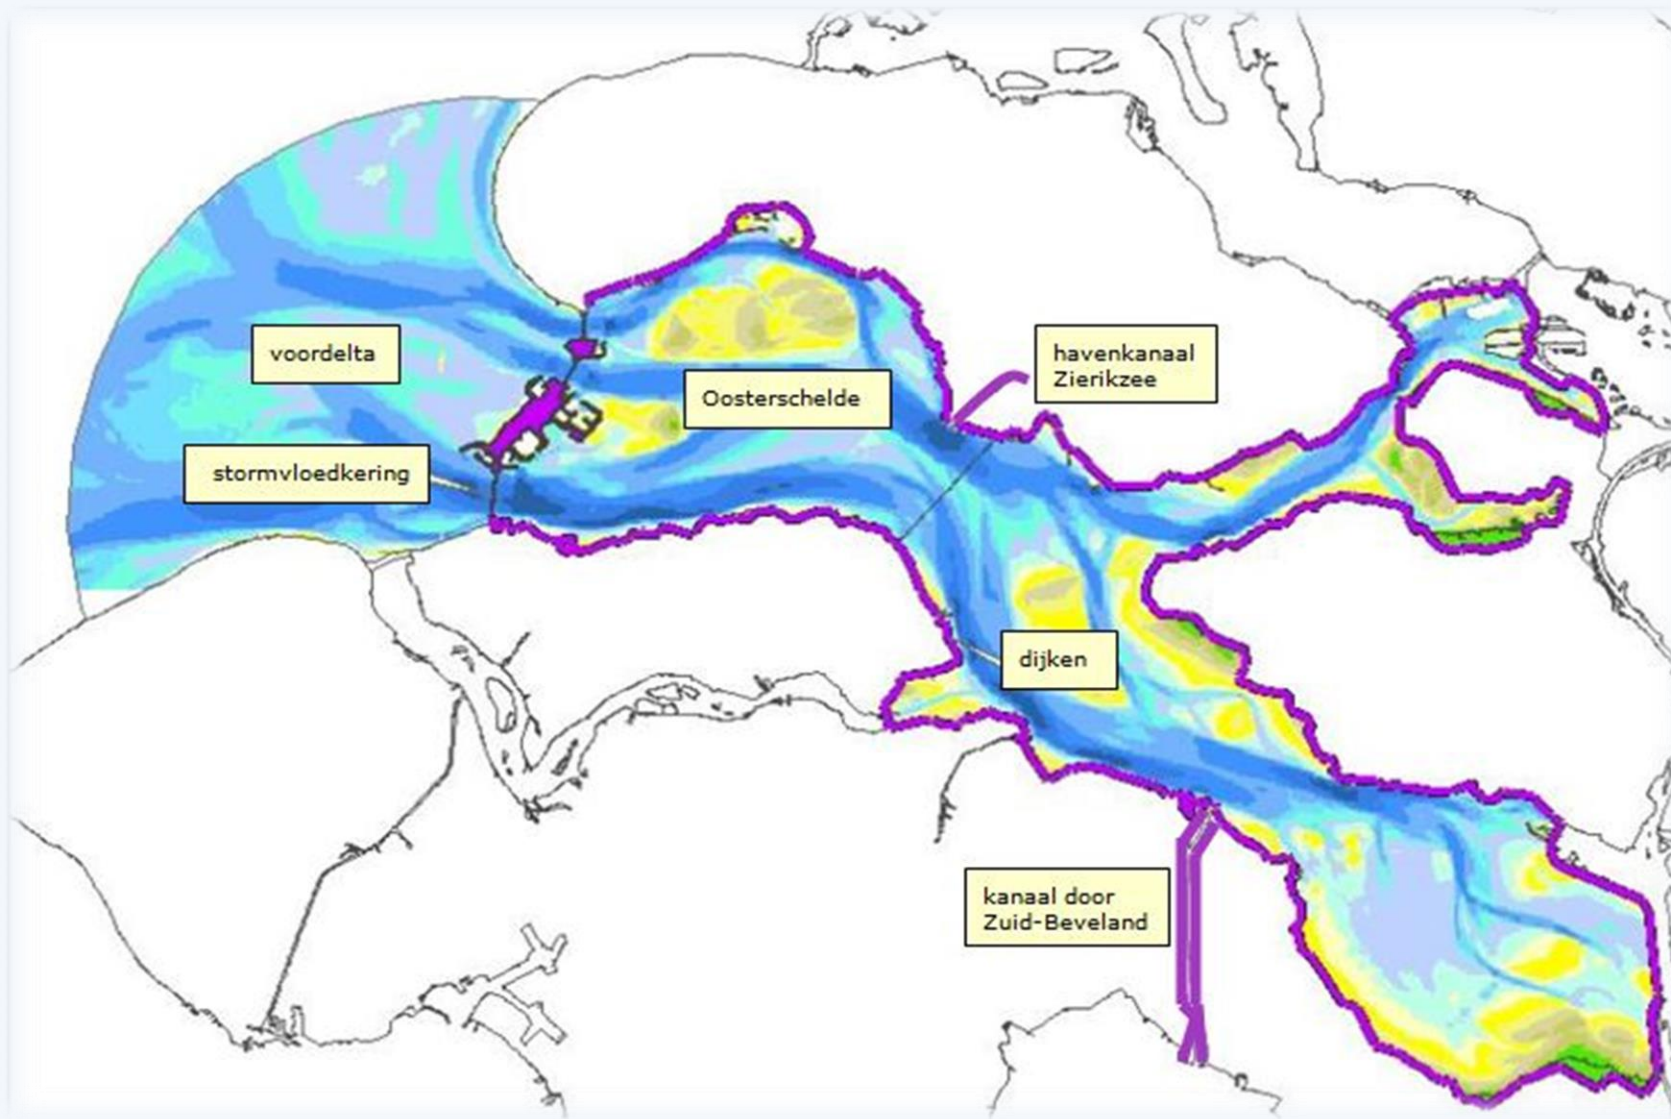 voordelta
havenkanaal
Zierikzee
Oosterschelde
stormvloedkering
dijken
kanaal door
Zuid-Beveland